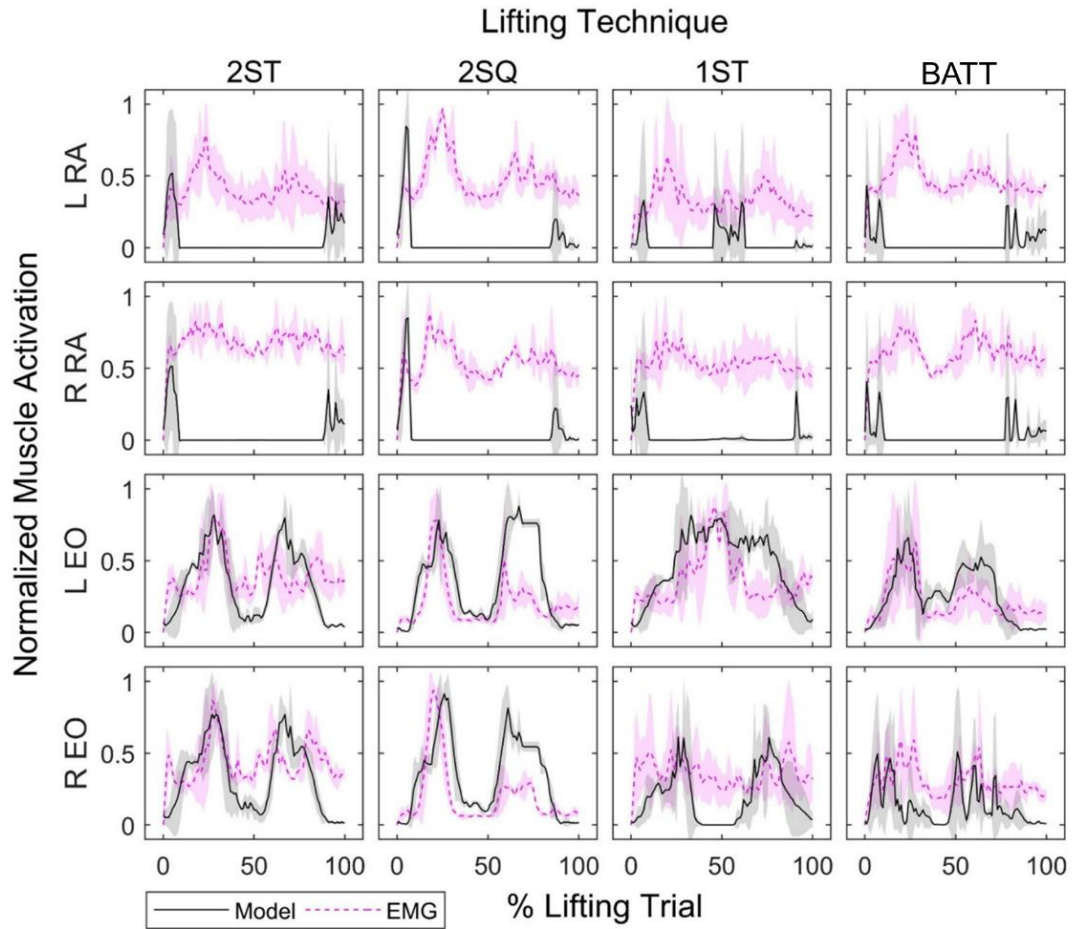 Lifting Technique
2ST 2SQ 1ST BATT
Normalized Muscle Activation
L RA
1
0.5
0
R RA
1
0.5
0
L EO
1
0.5
0
R EO
1
0.5
0
0 50 100 0 50 100 0 50 100 0 50 100
Model EMG
% Lifting Trial